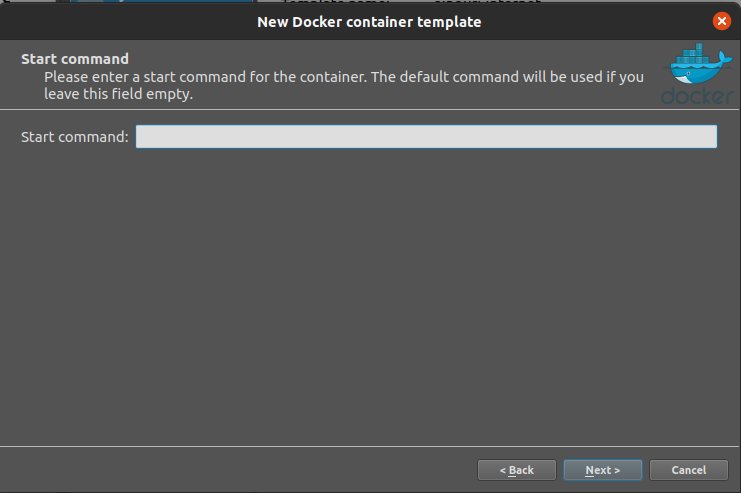 New Docker container template
Start command
Please enter a start command for the container. The default command will be used if you
leave this field empty.
docker
Start command:
< Back
Next >
Cancel